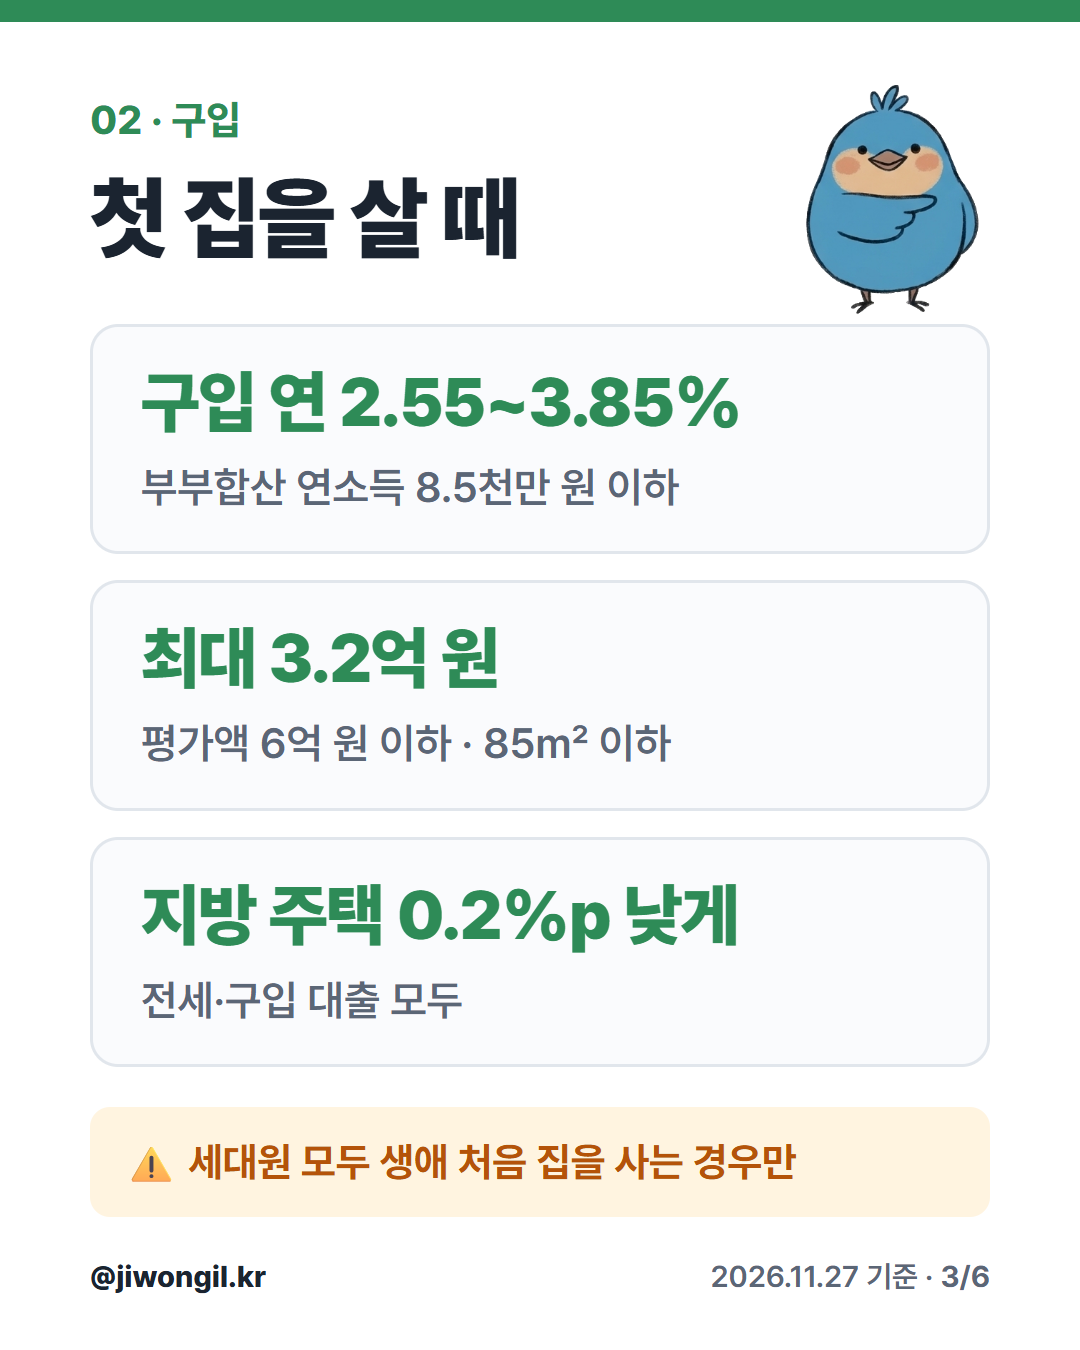 02 · 구입
첫 집을 살 때
구입 연 2.55~3.85%
부부합산 연소득 8.5천만 원 이하
최대 3.2억 원
평가액 6억 원 이하 · 85m² 이하
지방 주택 0.2%p 낮게
전세·구입 대출 모두
⚠️ 세대원 모두 생애 처음 집을 사는 경우만
@jiwongil.kr
2026.11.27 기준 · 3/6